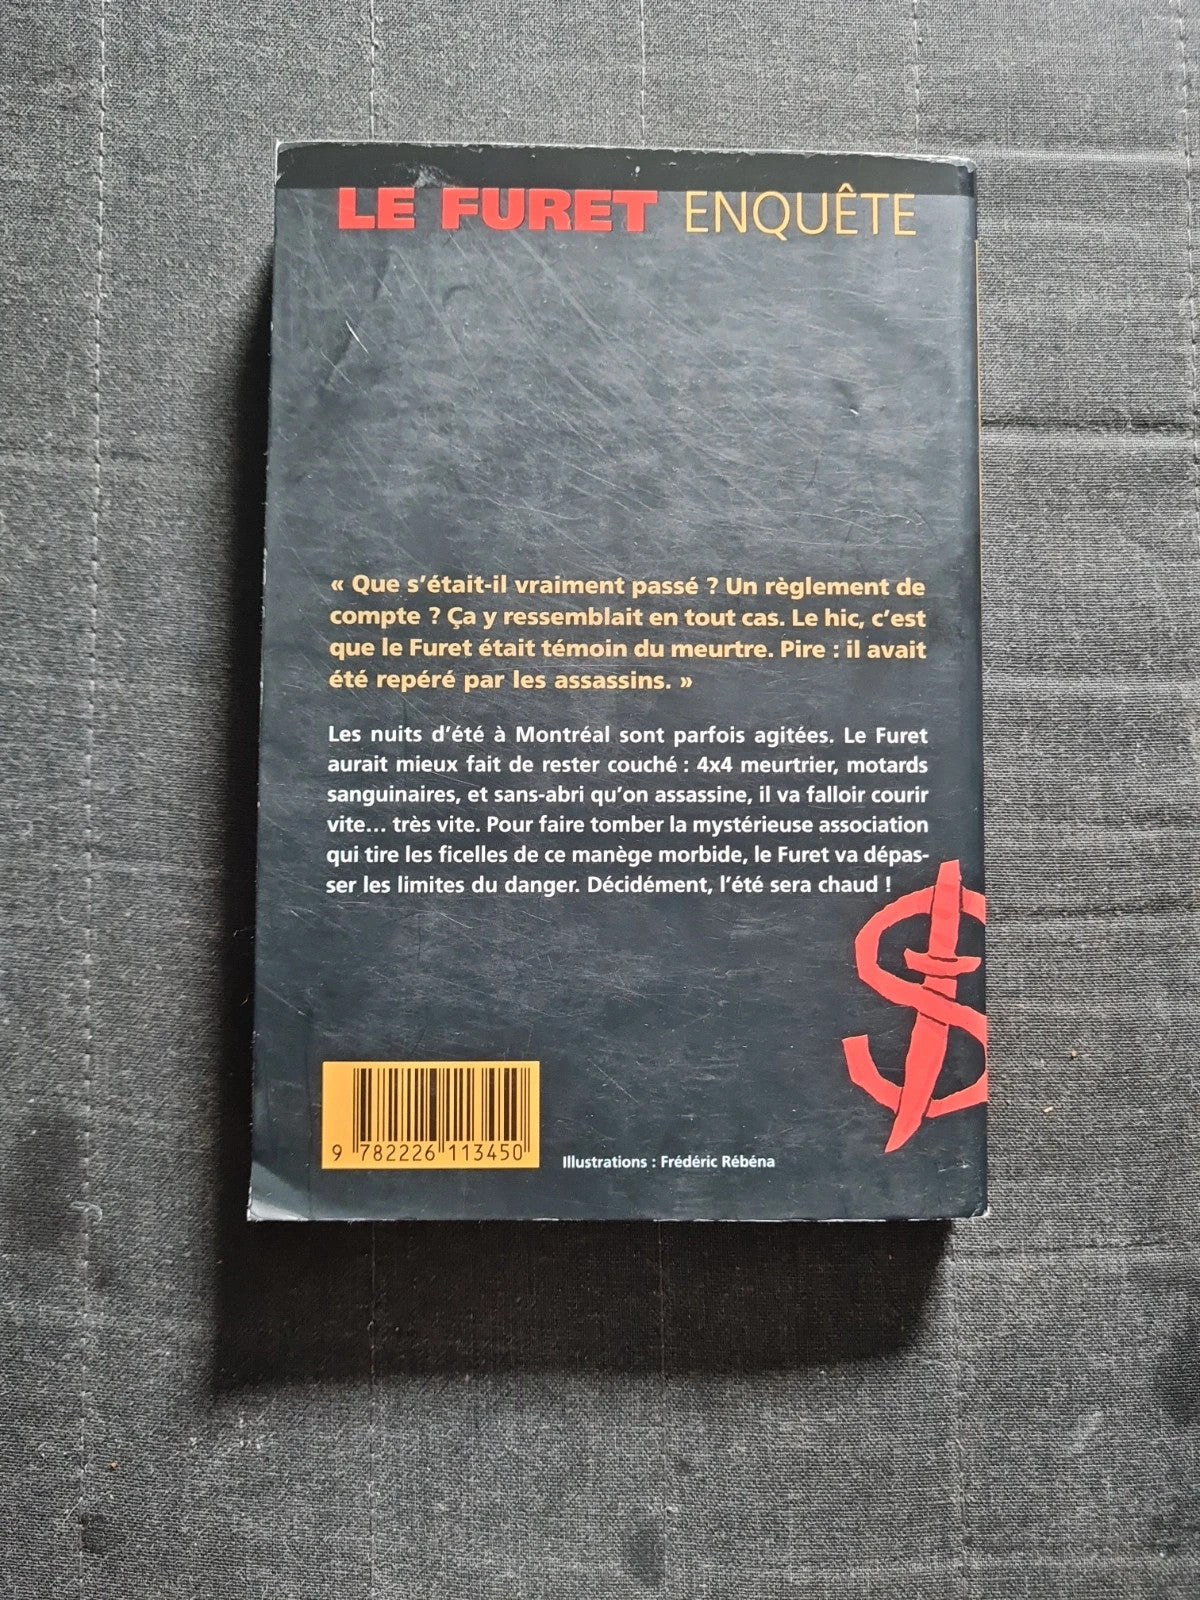 LE FURET ENQUÊTE
« Que s'était-il vraiment passé ? Un règlement de
compte ? Ça y ressemblait en tout cas. Le hic, c'est
que le Furet était témoin du meurtre. Pire : il avait
été repéré par les assassins. »
Les nuits d'été à Montréal sont parfois agitées. Le Furet
aurait mieux fait de rester couché : 4x4 meurtrier, motards
sanguinaires, et sans-abri qu'on assassine, il va falloir courir
vite... très vite. Pour faire tomber la mystérieuse association
qui tire les ficelles de ce manège morbide, le Furet va dépas-
ser les limites du danger. Décidément, l'été sera chaud !
9 782226 113450
Illustrations : Frédéric Rébéna